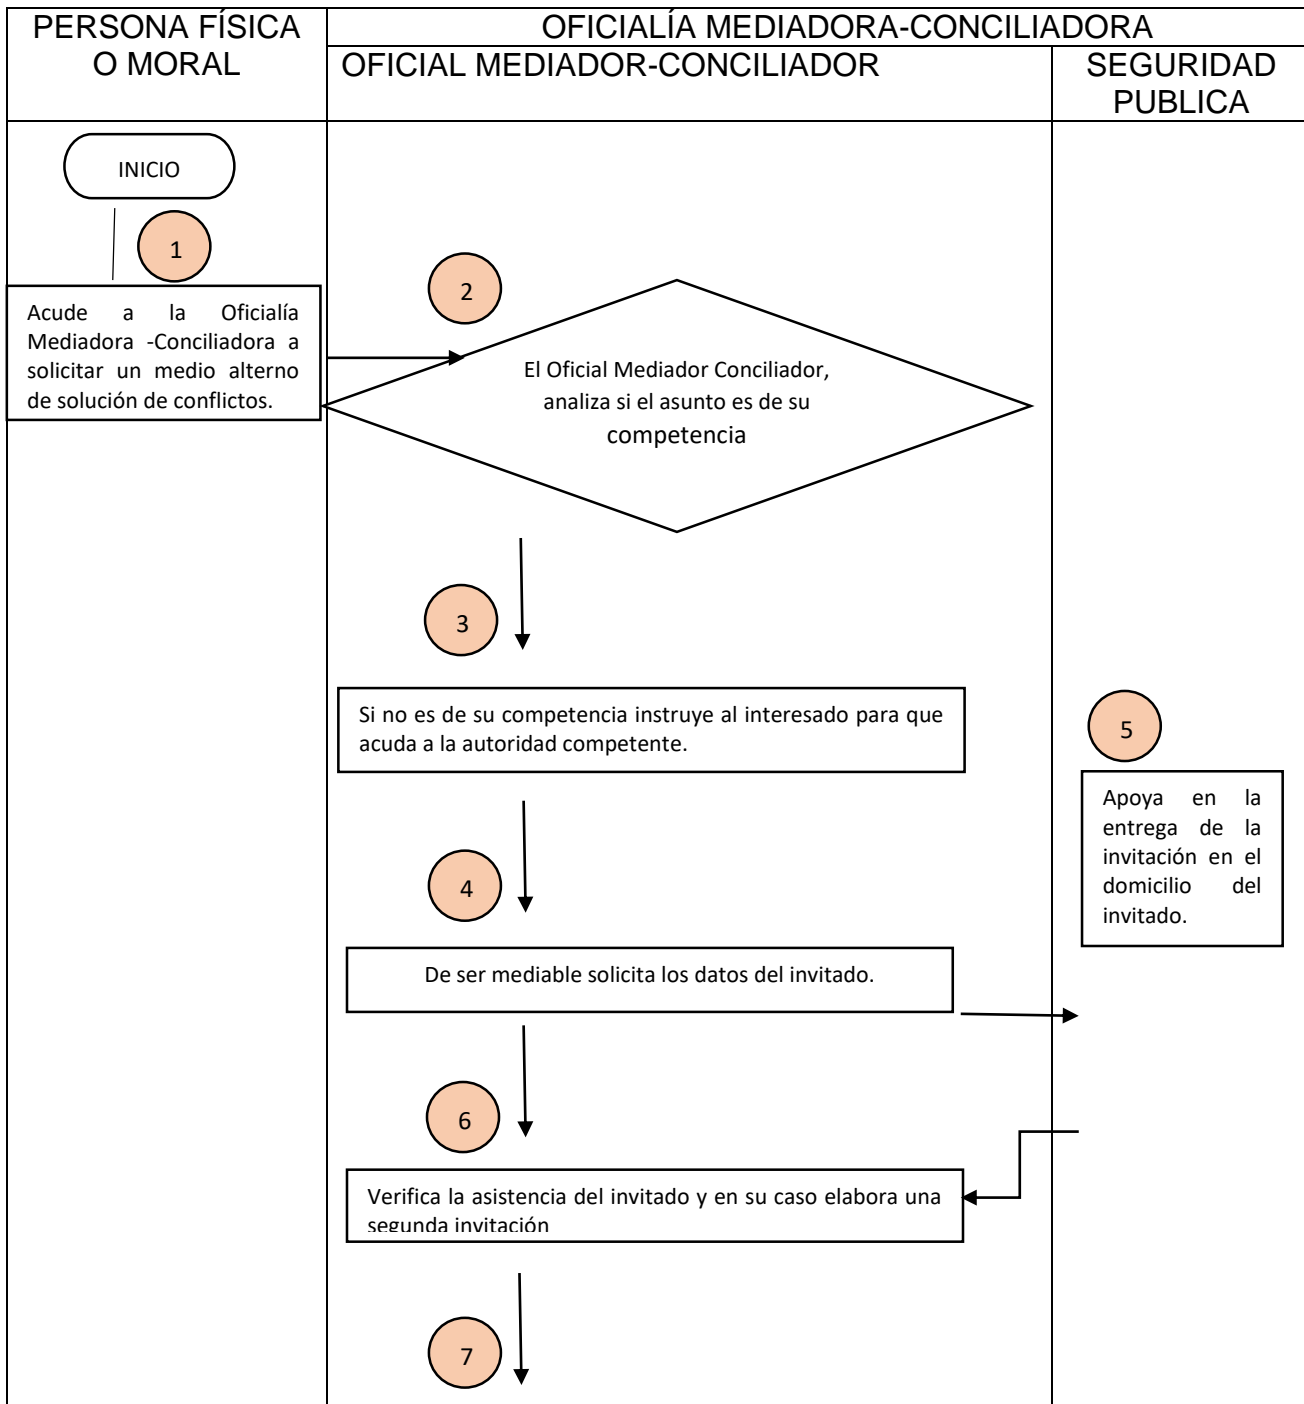 PERSONA FÍSICA
O MORAL
OFICIALÍA MEDIADORA-CONCILIADORA
OFICIAL MEDIADOR-CONCILIADOR
SEGURIDAD
PUBLICA
INICIO
1
Acude a la Oficialía
Mediadora -Conciliadora a
solicitar un medio alterno
de solución de conflictos.
2
El Oficial Mediador Conciliador,
analiza si el asunto es de su
competencia
3
Si no es de su competencia instruye al interesado para que
acuda a la autoridad competente.
4
De ser mediable solicita los datos del invitado.
5
Apoya en la
entrega de la
invitación en el
domicilio del
invitado.
6
Verifica la asistencia del invitado y en su caso elabora una
segunda invitación
7